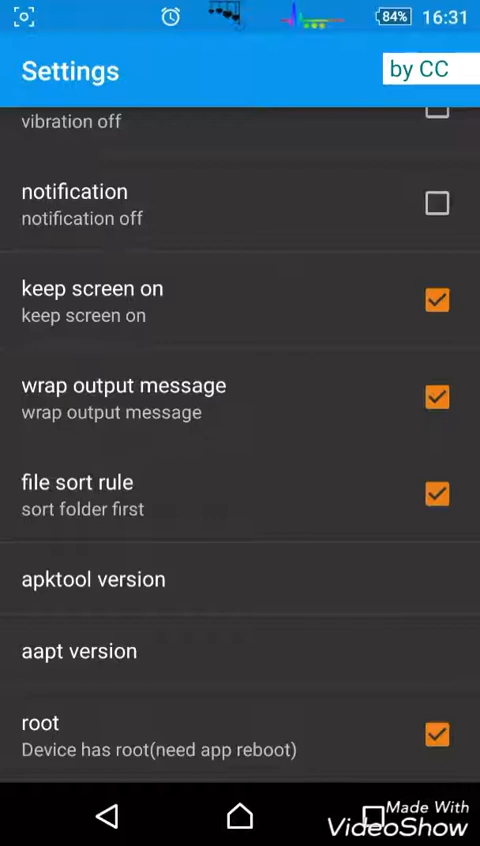 84% 16:31
Settings
by CC
vibration off
notification
notification off
keep screen on
keep screen on
wrap output message
wrap output message
file sort rule
sort folder first
apktool version
aapt version
root
Device has root(need app reboot)
Made With
VideoShow